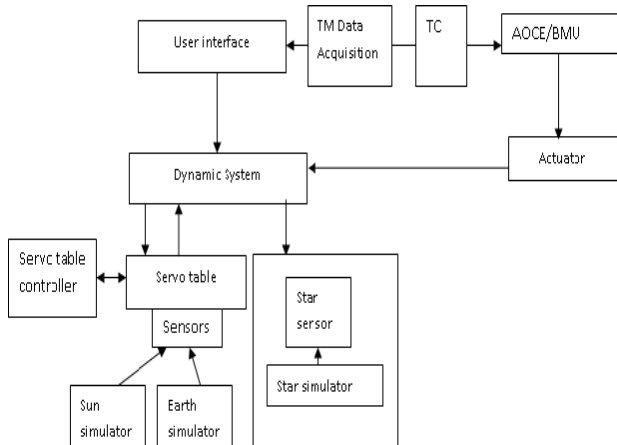 User interface
TM Data
Acquisition
TC
AOCE/BMU
Dynamic System
Actuator
Servo table
controller
Servo table
Sensors
Star
sersor
Star simulator
Sun
simulator
Earth
simulator